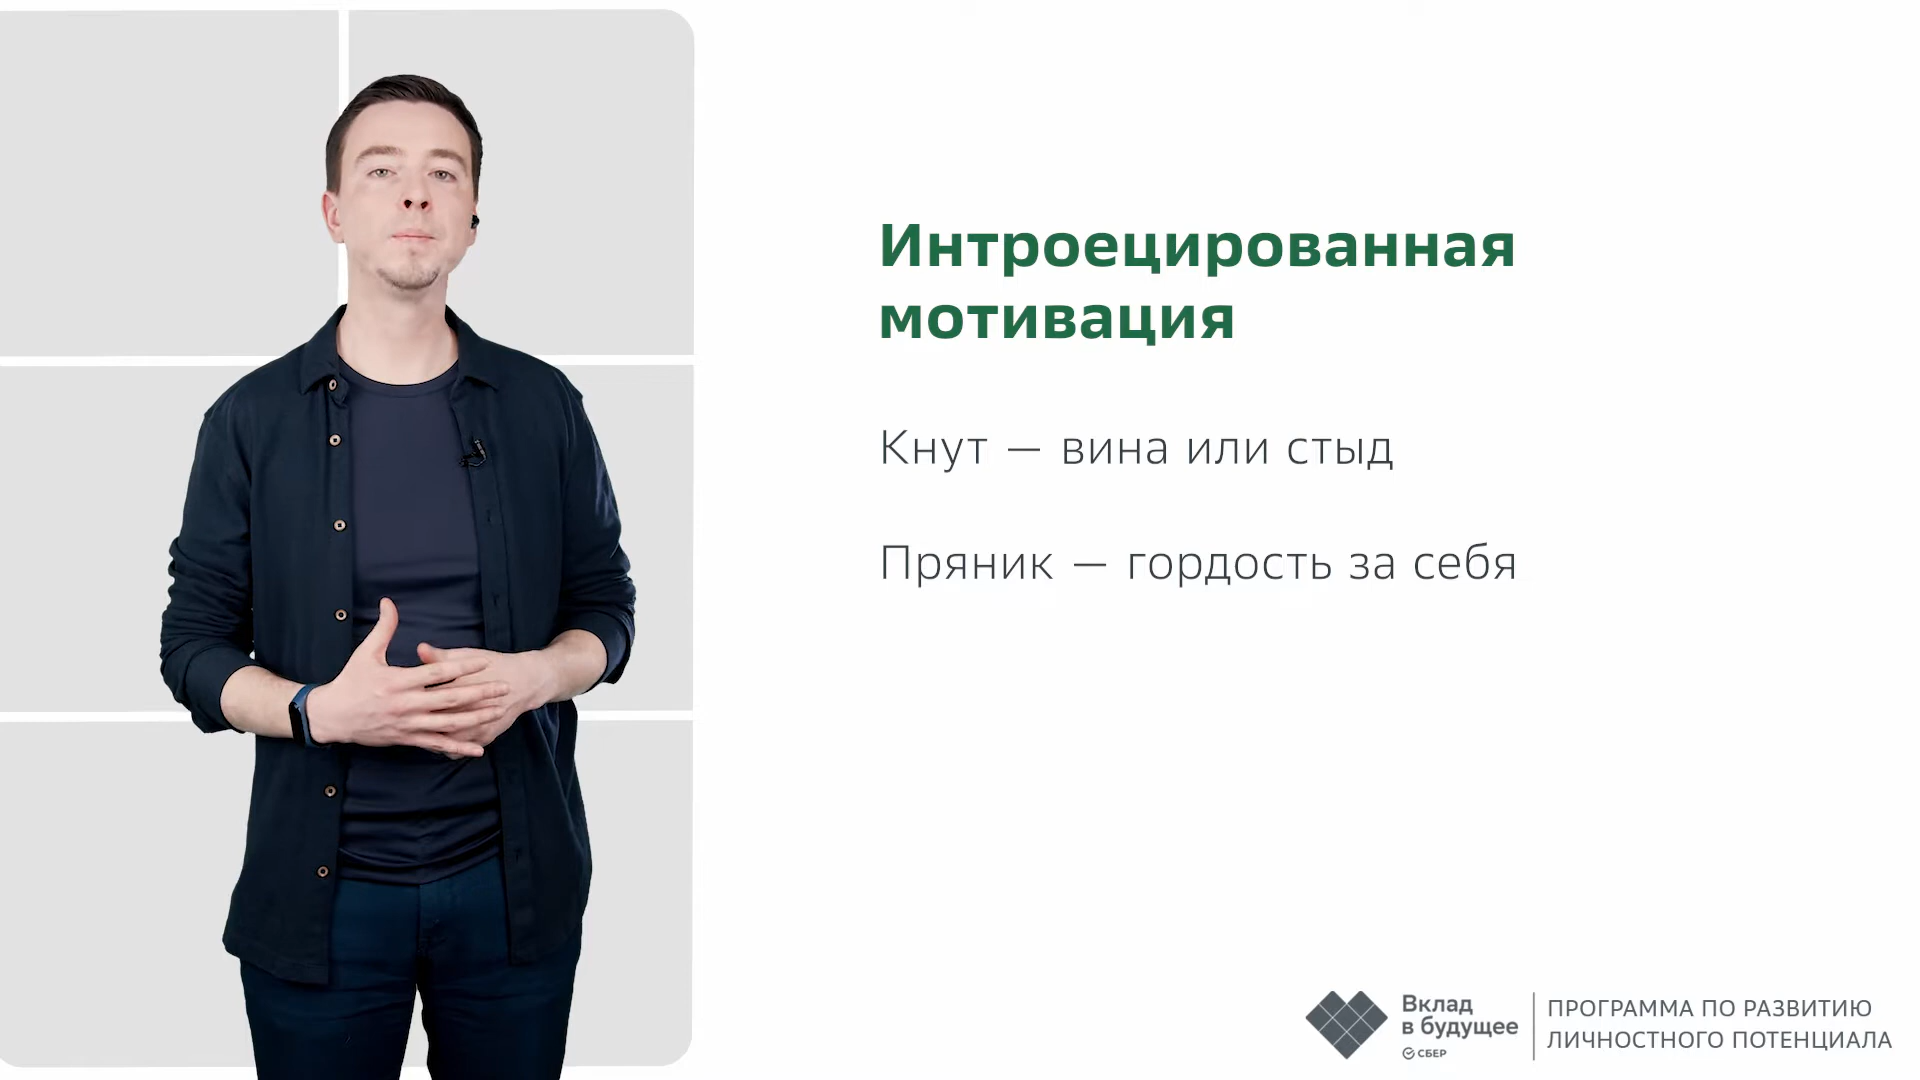 Интроецированная
мотивация
Кнут — вина или стыд
Пряник — гордость за себя
Вклад
в будущее
СБЕР
ПРОГРАММА ПО РАЗВИТИЮ
ЛИЧНОСТНОГО ПОТЕНЦИАЛА